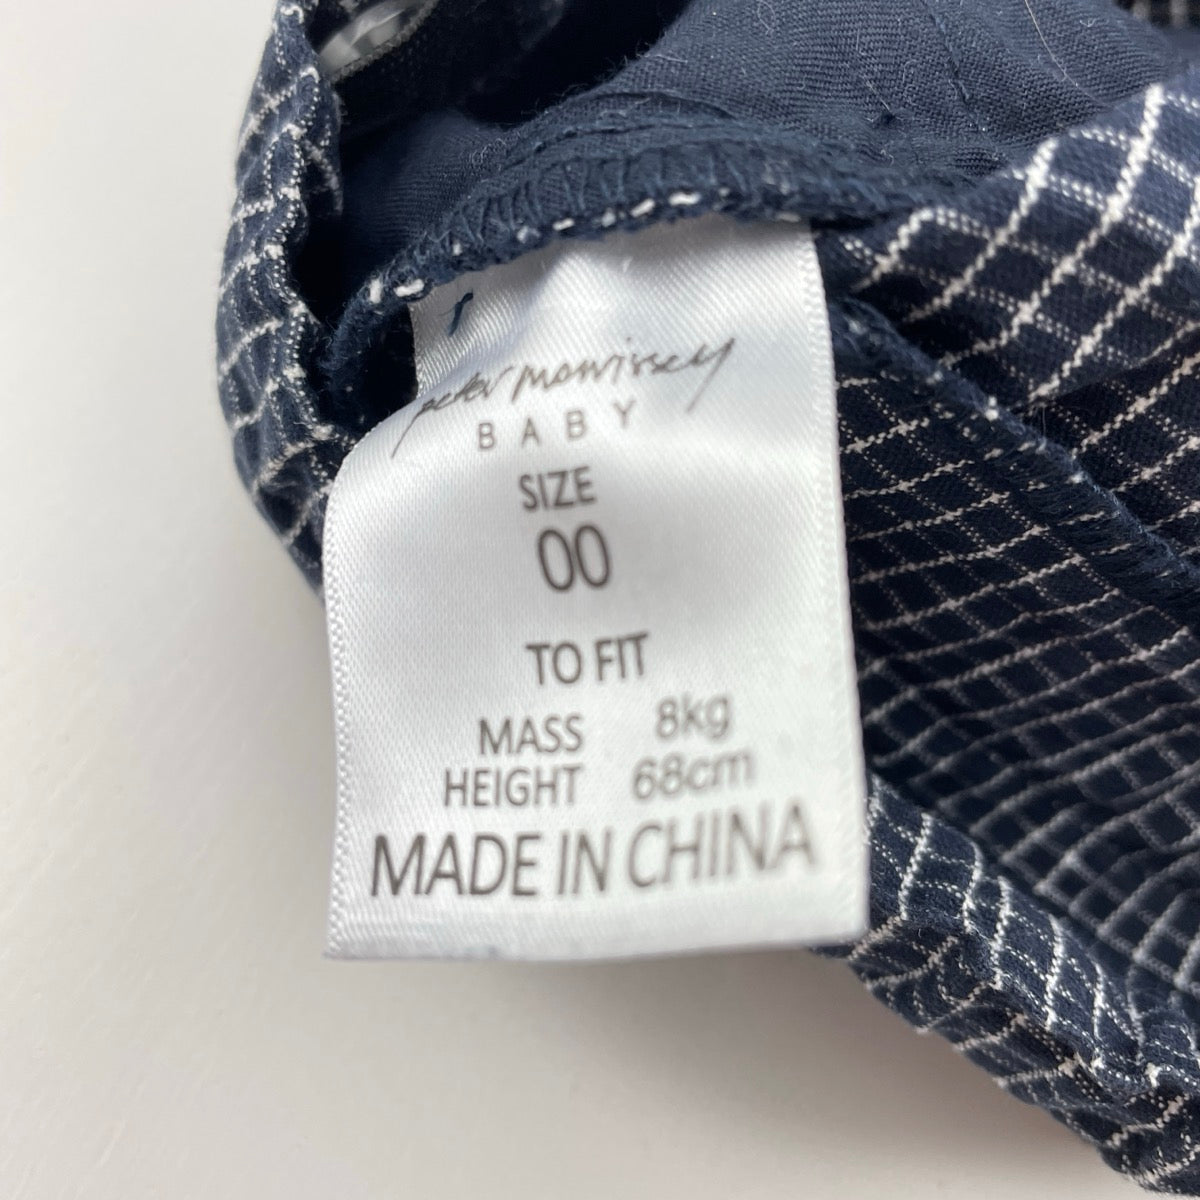 peter morrissey
BABY
SIZE
00
TO FIT
MASS 8kg
HEIGHT 68cm
MADE IN CHINA